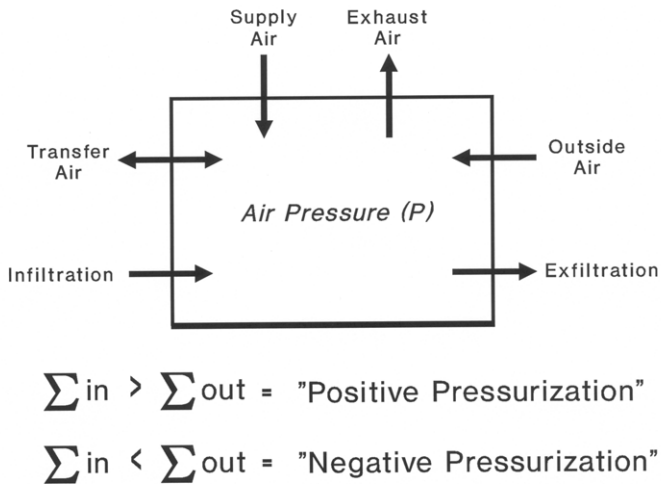 Supply
Air
Exhaust
Air
Transfer
Air
Outside
Air
Air Pressure (P)
Infiltration
Exfiltration
∑in > ∑out = "Positive Pressurization"
∑in < ∑out = "Negative Pressurization"